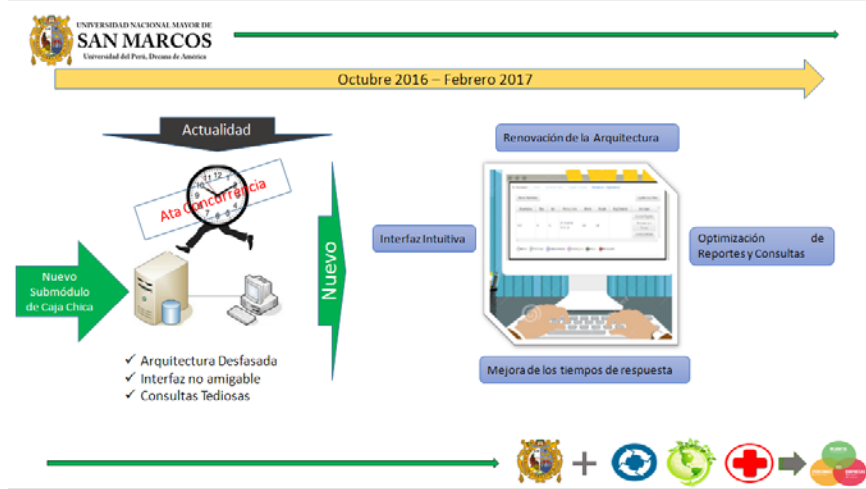 UNIVERSIDAD NACIONAL MAYOR DE
SAN MARCOS
Universidad del Perú, Decana de América
Octubre 2016 – Febrero 2017
Actualidad
Ata Concurrencia
Nuevo
Submódulo
de Caja Chica
Arquitectura Desfasada
Interfaz no amigable
Consultas Tediosas
Nuevo
Renovación de la Arquitectura
Interfaz Intuitiva
Optimización de
Reportes y Consultas
Mejora de los tiempos de respuesta